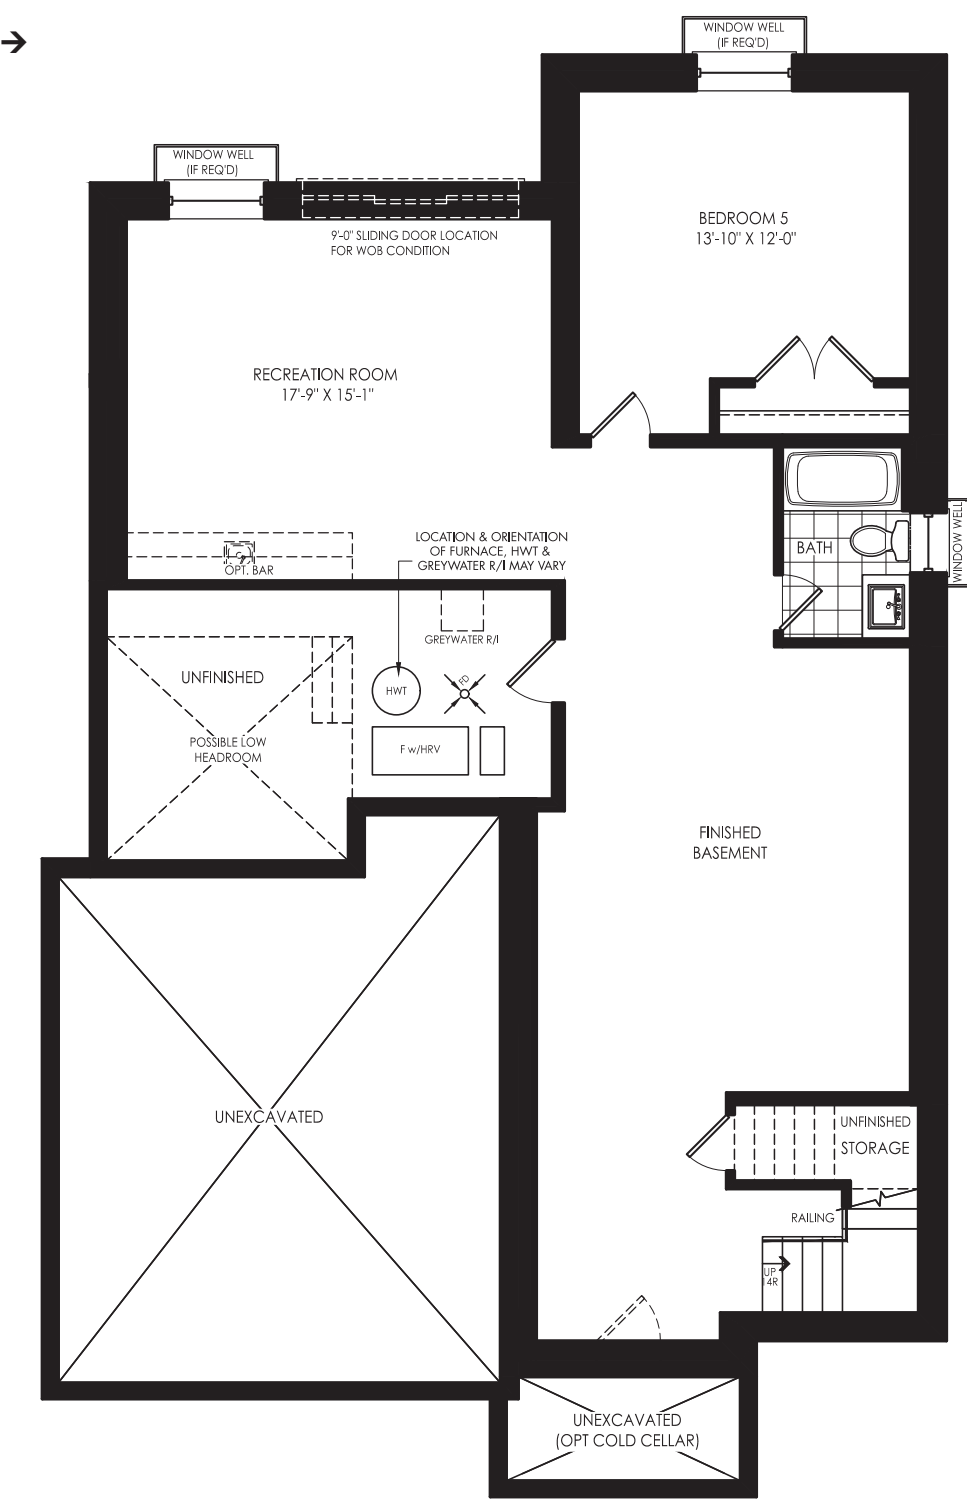 WINDOW WELL
(IF REQ'D)
WINDOW WELL
(IF REQ'D)
9'-0" SLIDING DOOR LOCATION
FOR WOB CONDITION
BEDROOM 5
13'-10" X 12'-0"
RECREATION ROOM
17'-9" X 15'-1"
OPT. BAR
LOCATION & ORIENTATION
OF FURNACE, HWT &
GREYWATER R/I MAY VARY
BATH
WINDOW WELL
GREYWATER R/I
UNFINISHED
HWT
FD
POSSIBLE LOW
HEADROOM
F w/HRV
FINISHED
BASEMENT
UNEXCAVATED
UNFINISHED
STORAGE
RAILING
UP
14R
UNEXCAVATED
(OPT COLD CELLAR)